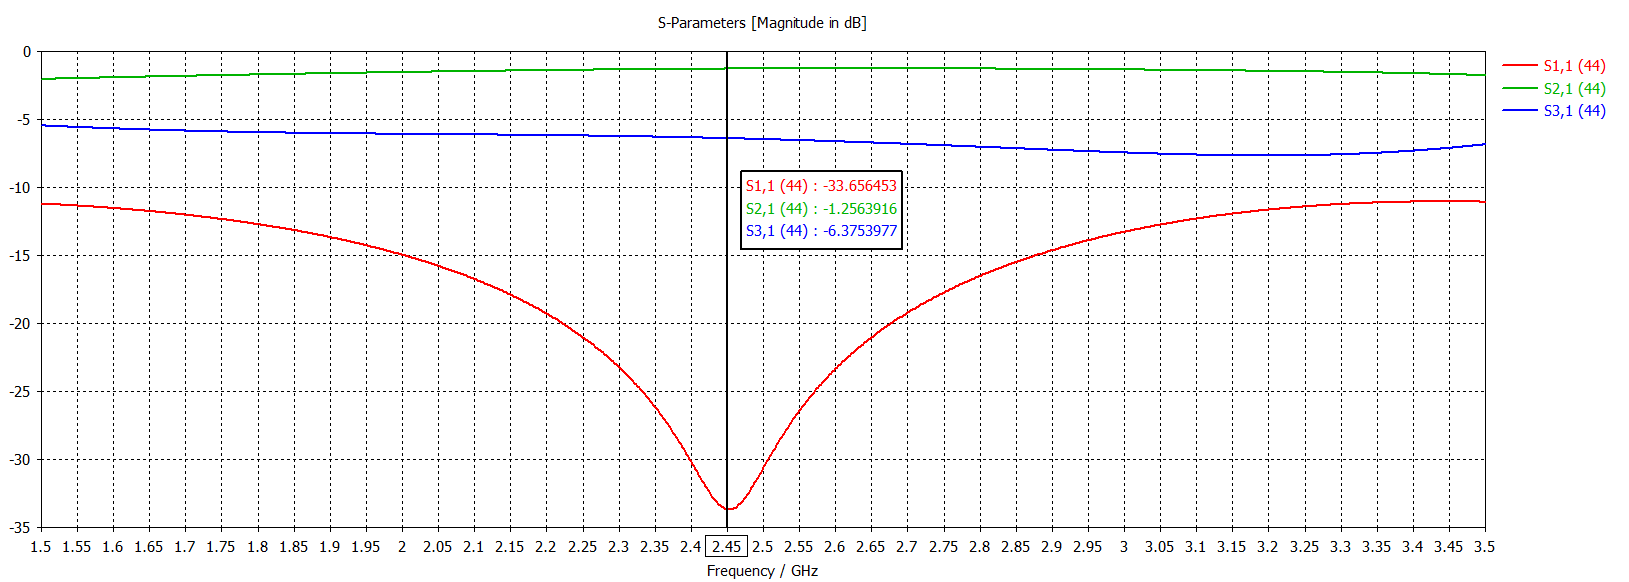 S-Parameters [Magnitude in dB]
0
-5
-10
-15
-20
-25
-30
-35
S1,1 (44)
S2,1 (44)
S3,1 (44)
S1,1 (44) : -33.656453
S2,1 (44) : -1.2563916
S3,1 (44) : -6.3753977
1.5 1.55 1.6 1.65 1.7 1.75 1.8 1.85 1.9 1.95 2 2.05 2.1 2.15 2.2 2.25 2.3 2.35 2.4 2.45 2.5 2.55 2.6 2.65 2.7 2.75 2.8 2.85 2.9 2.95 3 3.05 3.1 3.15 3.2 3.25 3.3 3.35 3.4 3.45 3.5
Frequency / GHz